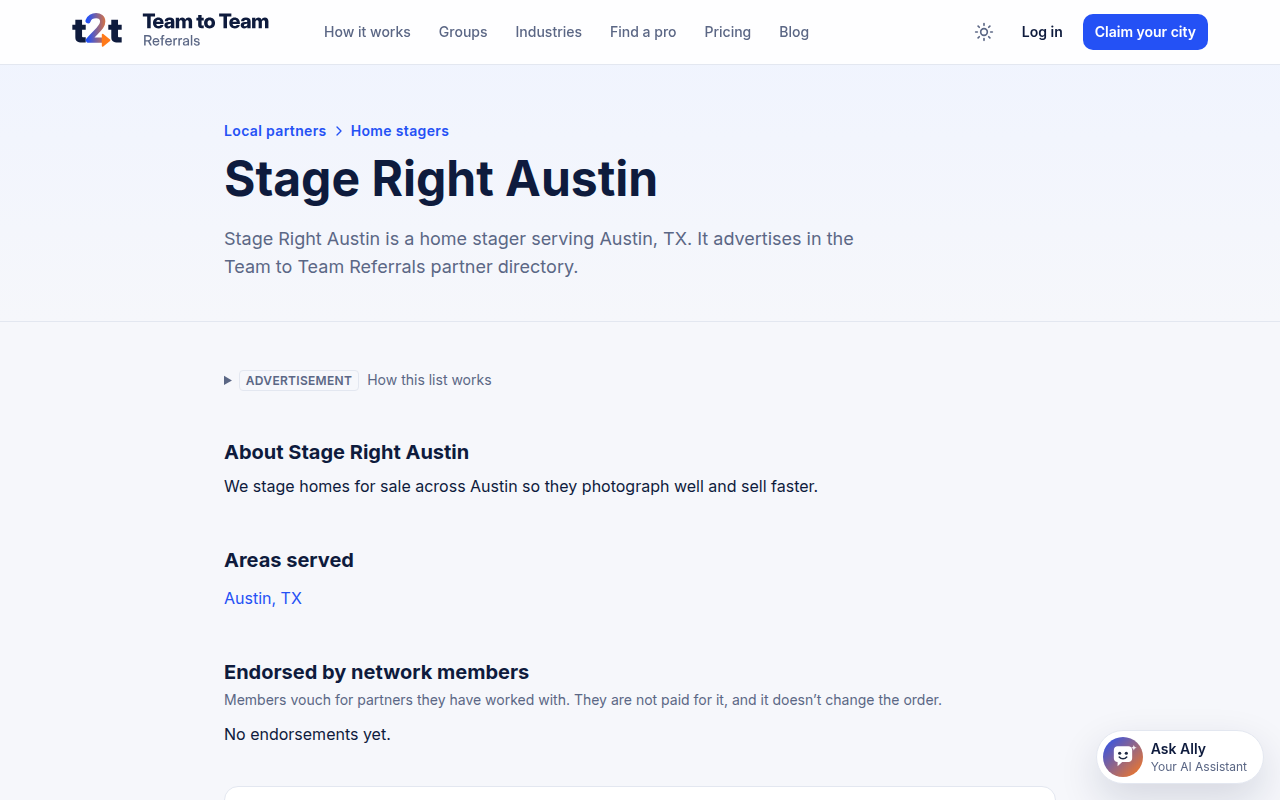 t2t
Team to Team
Referrals
How it works
Groups
Industries
Find a pro
Pricing
Blog
Log in
Claim your city
Local partners > Home stagers
Stage Right Austin
Stage Right Austin is a home stager serving Austin, TX. It advertises in the
Team to Team Referrals partner directory.
ADVERTISEMENT How this list works
About Stage Right Austin
We stage homes for sale across Austin so they photograph well and sell faster.
Areas served
Austin, TX
Endorsed by network members
Members vouch for partners they have worked with. They are not paid for it, and it doesn’t change the order.
No endorsements yet.
Ask Ally
Your AI Assistant